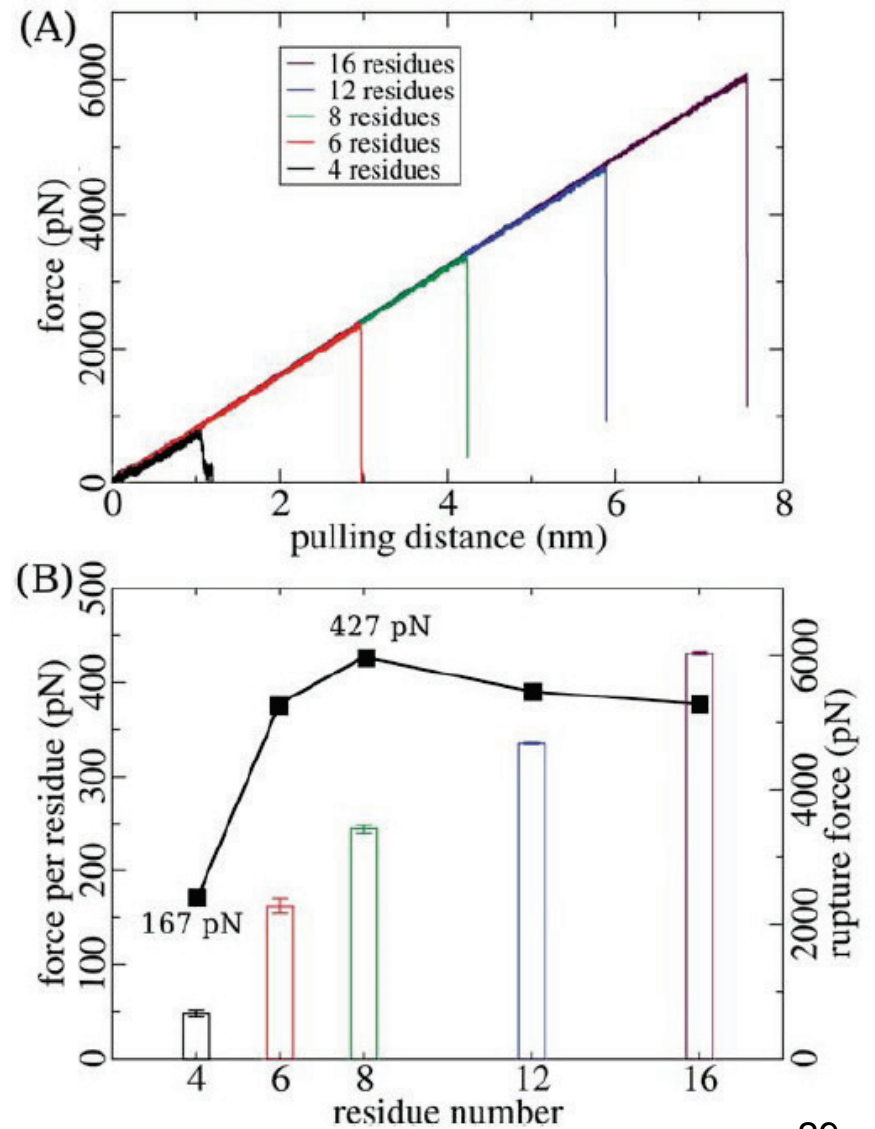 (A)
16 residues
12 residues
8 residues
6 residues
4 residues
6000
4000
2000
0
force (pN)
0 2 4 6 8
pulling distance (nm)
(B)
500
400
300
200
100
0
force per residue (pN)
427 pN
167 pN
6000
4000
2000
0
rupture force (pN)
4 6 8 12 16
residue number